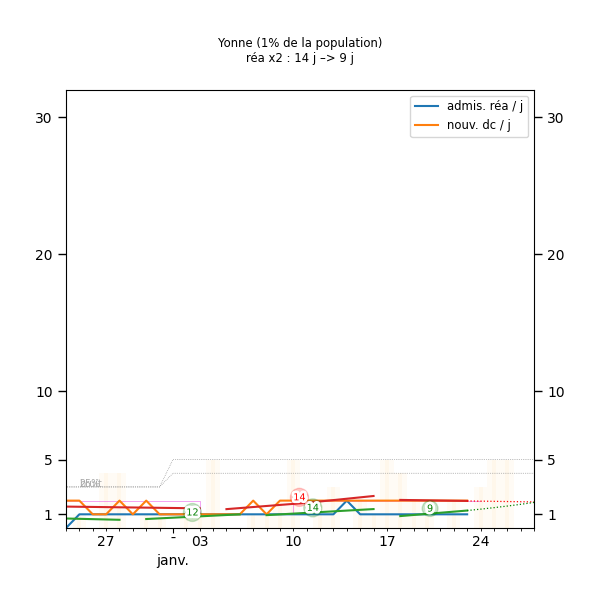 Yonne (1% de la population)
réa x2 : 14 j –> 9 j
admis. réa / j
nouv. dc / j
30 30
20 20
10 10
5 5
1 1
14
12 14 9
27 - 03 10 17 24
janv.